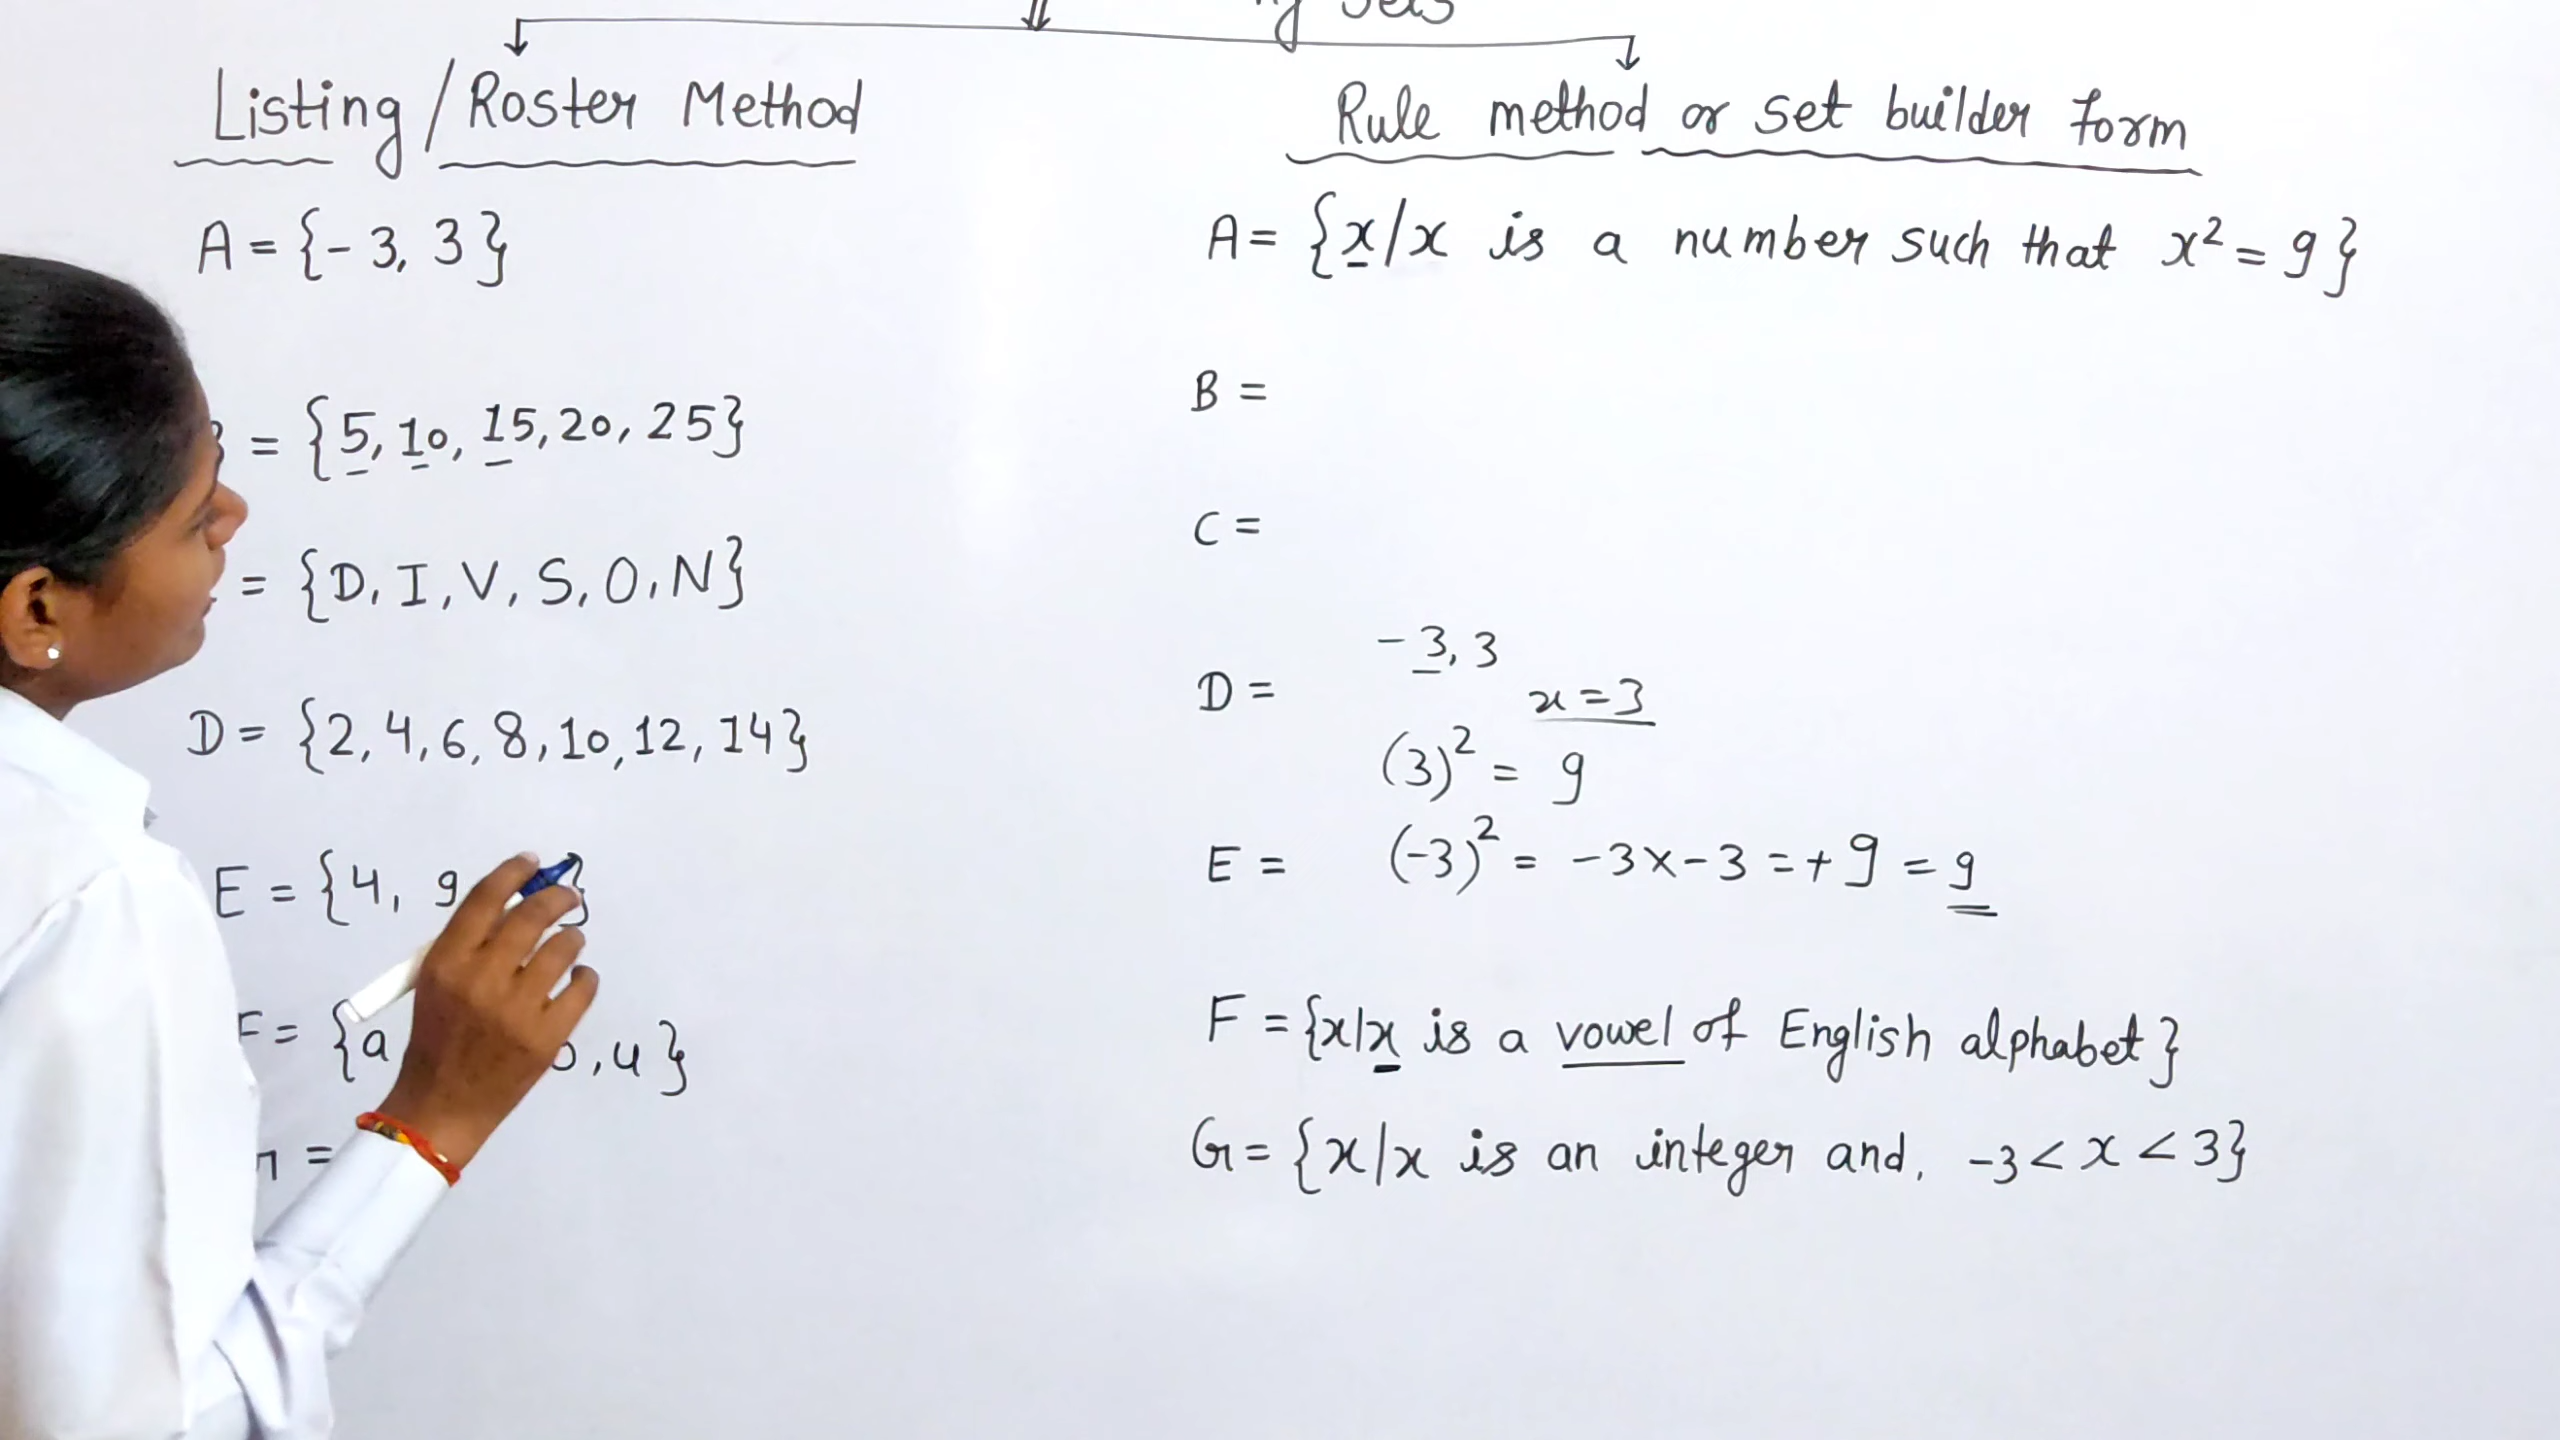 Sets
Listing/Roster Method
A = {-3, 3}
= {5, 10, 15, 20, 25}
= {D, I, V, S, O, N}
D = {2, 4, 6, 8, 10, 12, 14}
E = {4, 9 }
F = {a , u}
=
Rule method or set builder form
A = {x/x is a number such that x² = 9}
B =
C =
D =
-3, 3
x = 3
(3)² = 9
E =
(-3)² = -3x-3 = +9 = 9
F = {x|x is a vowel of English alphabet}
G = {x/x is an integer and, -3 < x < 3}